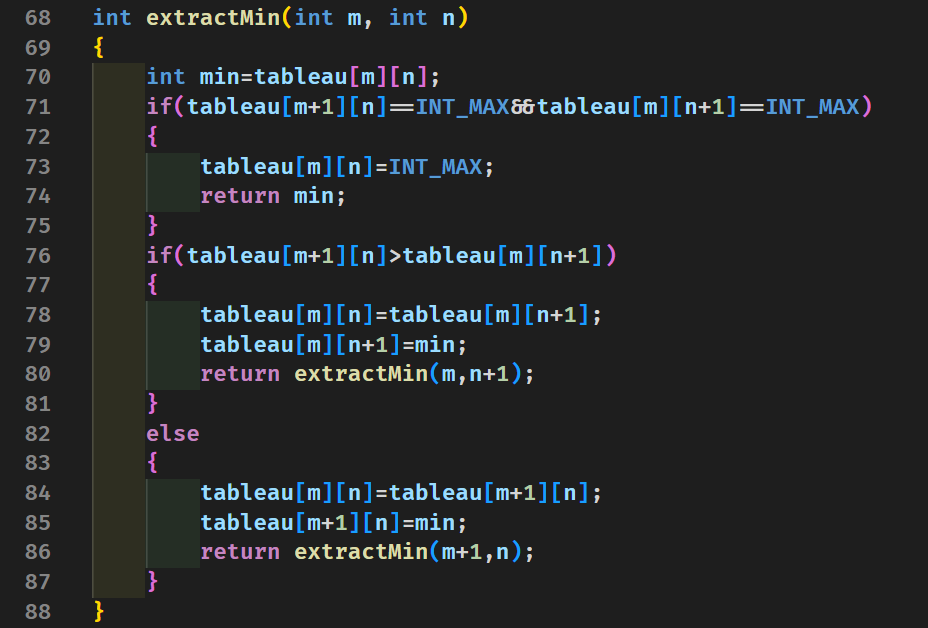 68 int extractMin(int m, int n)
69 {
70     int min=tableau[m][n];
71     if(tableau[m+1][n]==INT_MAX&&tableau[m][n+1]==INT_MAX)
72     {
73         tableau[m][n]=INT_MAX;
74         return min;
75     }
76     if(tableau[m+1][n]>tableau[m][n+1])
77     {
78         tableau[m][n]=tableau[m][n+1];
79         tableau[m][n+1]=min;
80         return extractMin(m,n+1);
81     }
82     else
83     {
84         tableau[m][n]=tableau[m+1][n];
85         tableau[m+1][n]=min;
86         return extractMin(m+1,n);
87     }
88 }